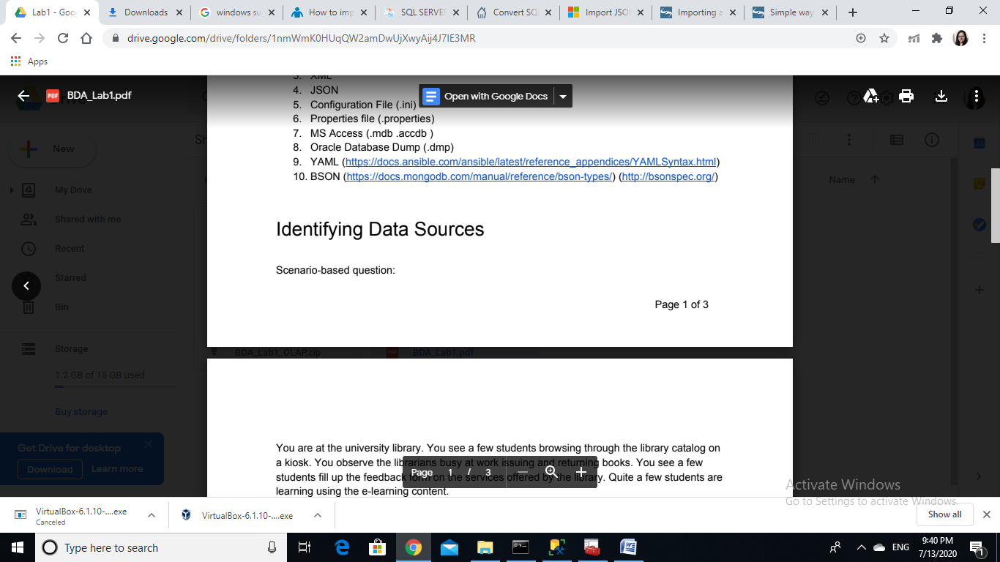 Lab1 - Goo
Downloads
windows su
How to imp
SQL SERVER
Convert SQ
Import JSO
Importing a
Simple way
drive.google.com/drive/folders/1nmWmK0HUqQW2amDwUjXwyAij4J7lE3MR
Apps
PDF BDA_Lab1.pdf
3. XML
4. JSON
Open with Google Docs
5. Configuration File (.ini)
6. Properties file (.properties)
7. MS Access (.mdb .accdb )
8. Oracle Database Dump (.dmp)
9. YAML (https://docs.ansible.com/ansible/latest/reference_appendices/YAMLSyntax.html)
10. BSON (https://docs.mongodb.com/manual/reference/bson-types/) (http://bsonspec.org/)
New
Name
My Drive
Shared with me
Recent
Starred
Bin
Storage
1.2 GB of 15 GB used
Buy storage
Get Drive for desktop
Download
Learn more
Identifying Data Sources
Scenario-based question:
Page 1 of 3
BDA_Lab1_OLAP.zip
PDF BDA_Lab1.pdf
You are at the university library. You see a few students browsing through the library catalog on
a kiosk. You observe the librarians busy at work issuing and returning books. You see a few
students fill up the feedback form on the services offered by the library. Quite a few students are
learning using the e-learning content.
Page 1 / 3
Activate Windows
Go to Settings to activate Windows.
VirtualBox-6.1.10-....exe
Canceled
VirtualBox-6.1.10-....exe
Show all
Type here to search
ENG
9:40 PM
7/13/2020
1